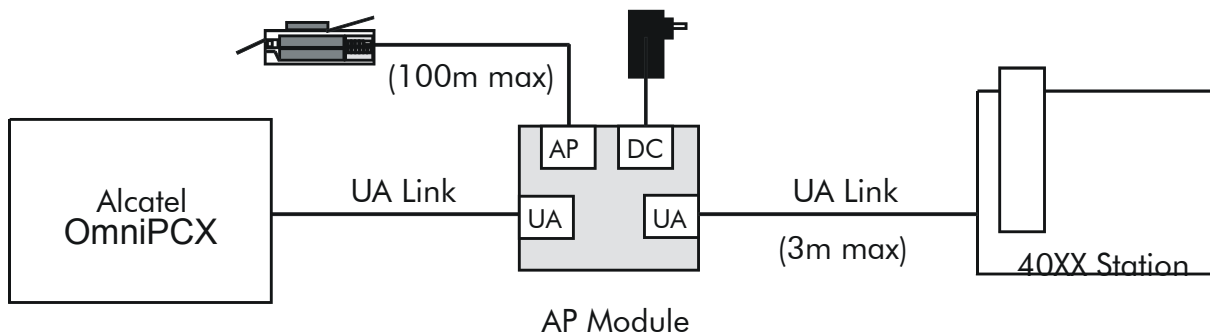 (100m max)
AP
DC
Alcatel
OmniPCX
UA Link
UA
UA
UA Link
(3m max)
40XX Station
AP Module